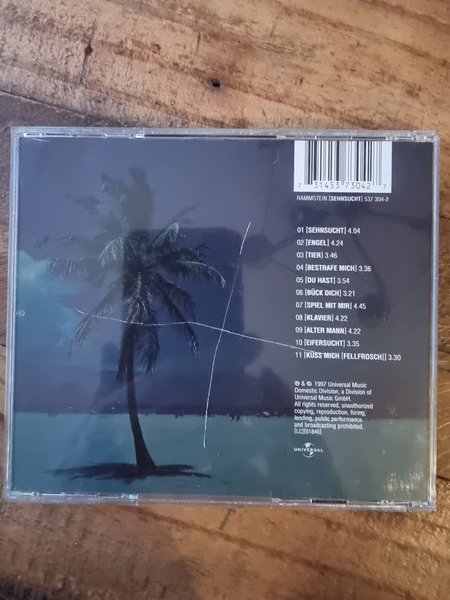 7 31453 73042 7
RAMMSTEIN [SEHNSUCHT] 537 304-2
01 [SEHNSUCHT] 4.04
02 [ENGEL] 4.24
03 [TIER] 3.46
04 [BESTRAFE MICH] 3.36
05 [DU HAST] 3.54
06 [BÜCK DICH] 3.21
07 [SPIEL MIT MIR] 4.45
08 [KLAVIER] 4.22
09 [ALTER MANN] 4.22
10 [EIFERSUCHT] 3.35
11 [KÜSS MICH [FELLFROSCH]] 3.30
℗ & © 1997 Universal Music
Domestic Division, a Division of
Universal Music GmbH.
All rights reserved, unauthorized
copying, reproduction, hiring,
lending, public performance
and broadcasting prohibited.
[LC][01846]
UNIVERSAL